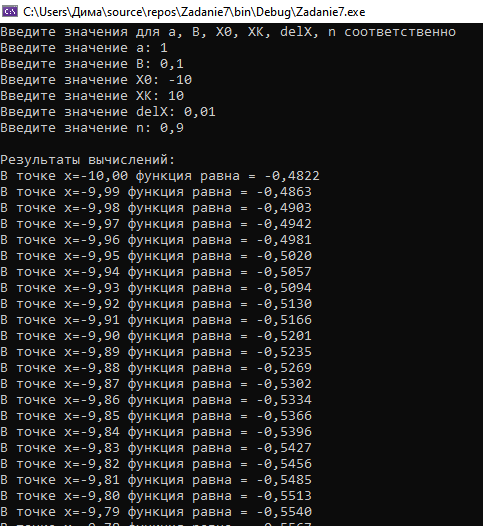 C:\Users\Дима\source\repos\Zadanie7\bin\Debug\Zadanie7.exe
Введите значения для a, B, X0, XK, delX, n соответственно
Введите значение a: 1
Введите значение B: 0,1
Введите значение X0: -10
Введите значение XK: 10
Введите значение delX: 0,01
Введите значение n: 0,9
Результаты вычислений:
В точке x=-10,00 функция равна = -0,4822
В точке x=-9,99 функция равна = -0,4863
В точке x=-9,98 функция равна = -0,4903
В точке x=-9,97 функция равна = -0,4942
В точке x=-9,96 функция равна = -0,4981
В точке x=-9,95 функция равна = -0,5020
В точке x=-9,94 функция равна = -0,5057
В точке x=-9,93 функция равна = -0,5094
В точке x=-9,92 функция равна = -0,5130
В точке x=-9,91 функция равна = -0,5166
В точке x=-9,90 функция равна = -0,5201
В точке x=-9,89 функция равна = -0,5235
В точке x=-9,88 функция равна = -0,5269
В точке x=-9,87 функция равна = -0,5302
В точке x=-9,86 функция равна = -0,5334
В точке x=-9,85 функция равна = -0,5366
В точке x=-9,84 функция равна = -0,5396
В точке x=-9,83 функция равна = -0,5427
В точке x=-9,82 функция равна = -0,5456
В точке x=-9,81 функция равна = -0,5485
В точке x=-9,80 функция равна = -0,5513
В точке x=-9,79 функция равна = -0,5540
В точке x=-9,78 функция равна = -0,5567